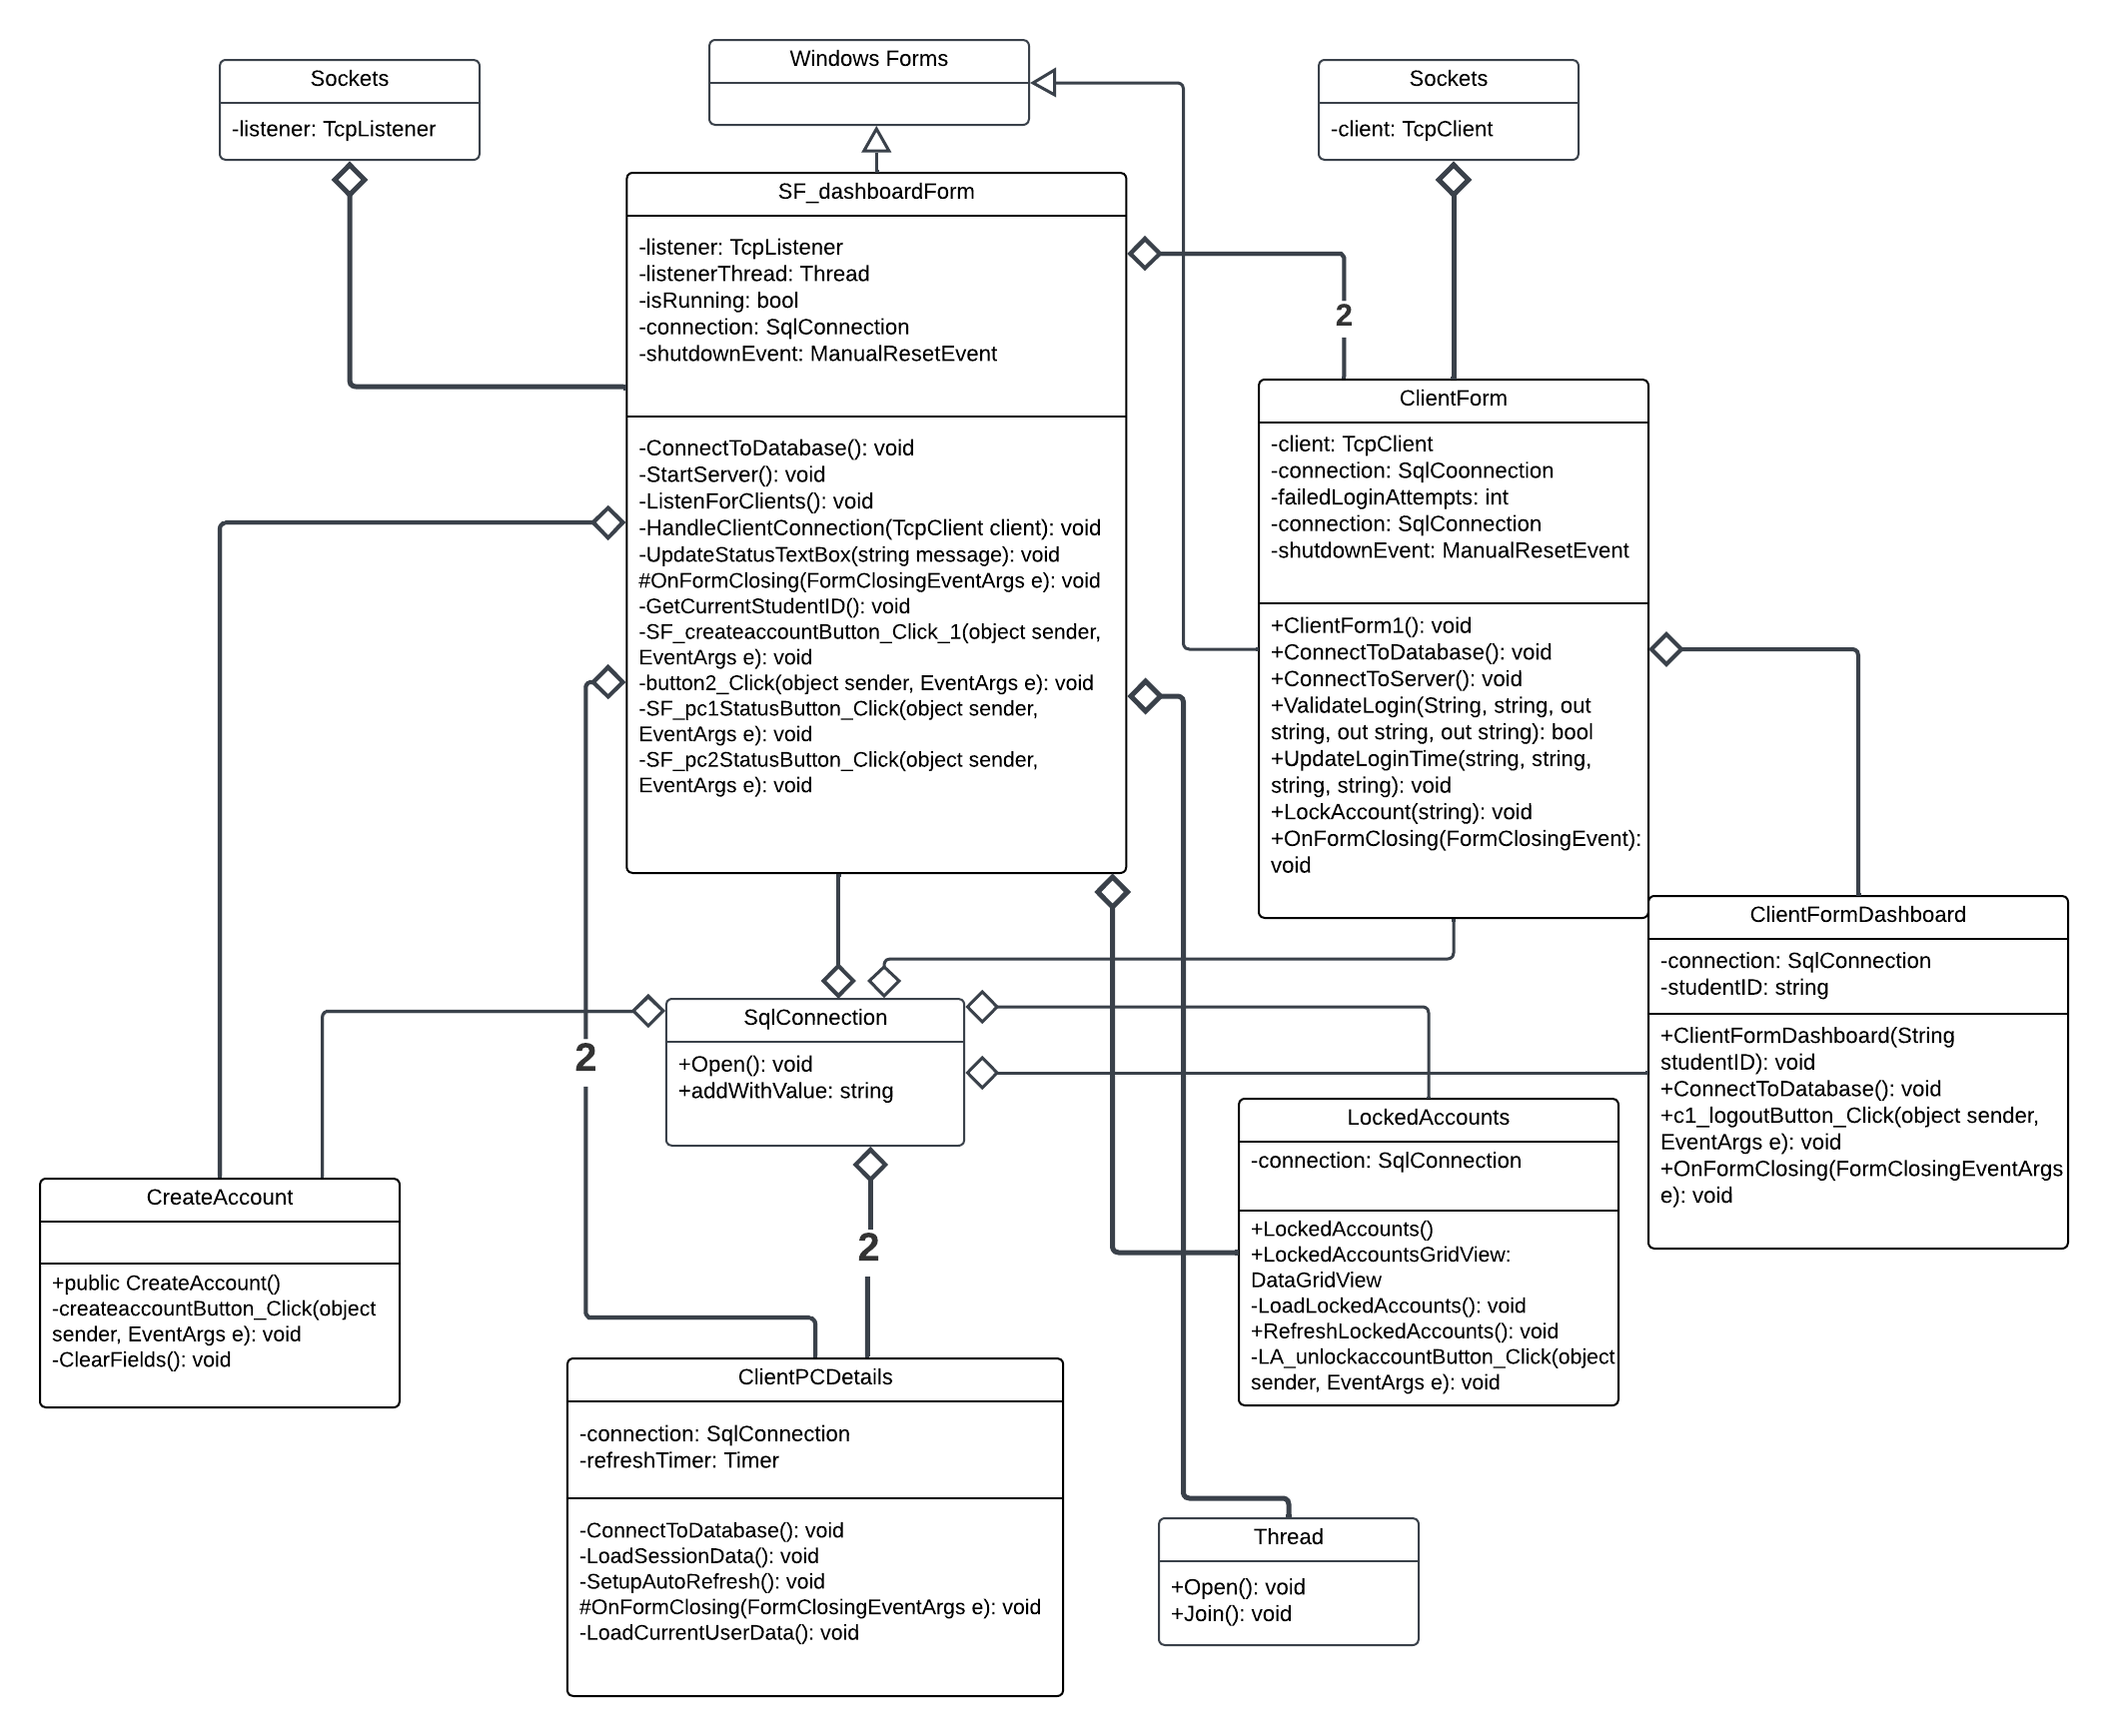 Sockets
-listener: TcpListener
Windows Forms
Sockets
-client: TcpClient
SF_dashboardForm
-listener: TcpListener
-listenerThread: Thread
-isRunning: bool
-connection: SqlConnection
-shutdownEvent: ManualResetEvent
-ConnectToDatabase(): void
-StartServer(): void
-ListenForClients(): void
-HandleClientConnection(TcpClient client): void
-UpdateStatusTextBox(string message): void
#OnFormClosing(FormClosingEventArgs e): void
-GetCurrentStudentID(): void
-SF_createaccountButton_Click_1(object sender,
EventArgs e): void
-button2_Click(object sender, EventArgs e): void
-SF_pc1StatusButton_Click(object sender,
EventArgs e): void
-SF_pc2StatusButton_Click(object sender,
EventArgs e): void
2
ClientForm
-client: TcpClient
-connection: SqlCoonnection
-failedLoginAttempts: int
-connection: SqlConnection
-shutdownEvent: ManualResetEvent
+ClientForm1(): void
+ConnectToDatabase(): void
+ConnectToServer(): void
+ValidateLogin(String, string, out
string, out string, out string): bool
+UpdateLoginTime(string, string,
string, string): void
+LockAccount(string): void
+OnFormClosing(FormClosingEvent):
void
ClientFormDashboard
-connection: SqlConnection
-studentID: string
+ClientFormDashboard(String
studentID): void
+ConnectToDatabase(): void
+c1_logoutButton_Click(object sender,
EventArgs e): void
+OnFormClosing(FormClosingEventArgs
e): void
SqlConnection
+Open(): void
+addWithValue: string
2
2
LockedAccounts
-connection: SqlConnection
+LockedAccounts()
+LockedAccountsGridView:
DataGridView
-LoadLockedAccounts(): void
+RefreshLockedAccounts(): void
-LA_unlockaccountButton_Click(object
sender, EventArgs e): void
CreateAccount
+public CreateAccount()
-createaccountButton_Click(object
sender, EventArgs e): void
-ClearFields(): void
ClientPCDetails
-connection: SqlConnection
-refreshTimer: Timer
-ConnectToDatabase(): void
-LoadSessionData(): void
-SetupAutoRefresh(): void
#OnFormClosing(FormClosingEventArgs e): void
-LoadCurrentUserData(): void
Thread
+Open(): void
+Join(): void